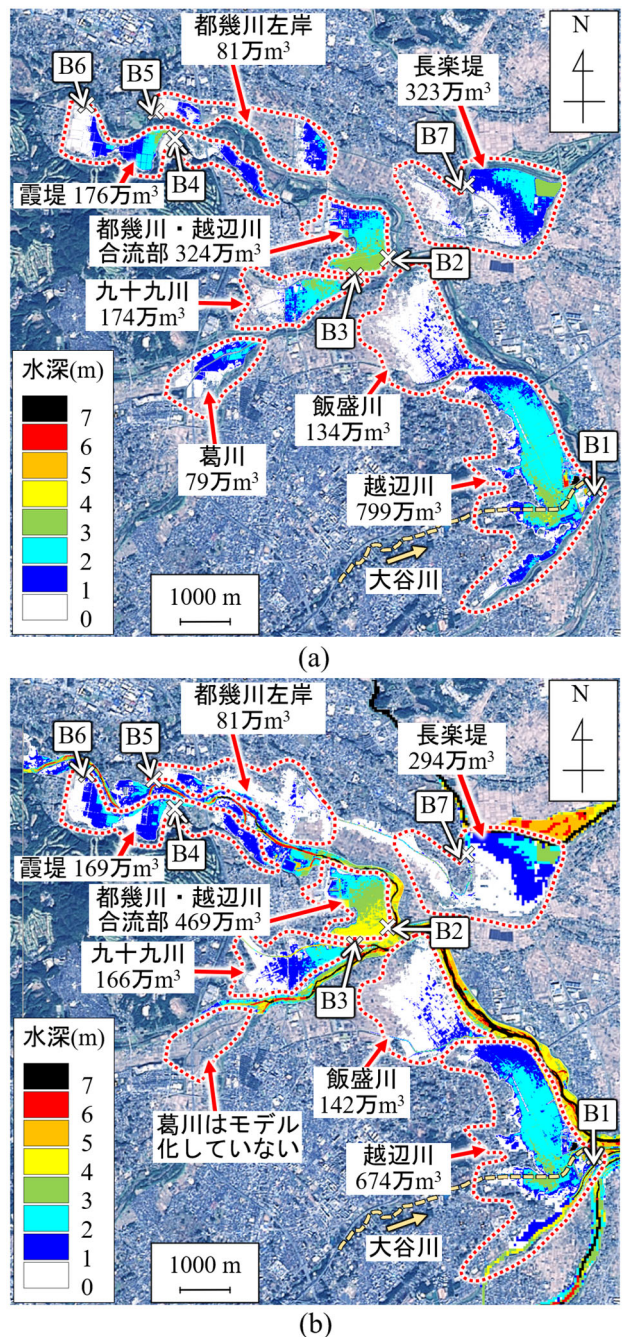 都幾川左岸
81万m³
N
B6
B5
長楽堤
323万m³
B7
霞堤 176万m³
B4
都幾川・越辺川
合流部 324万m³
B2
九十九川
174万m³
B3
水深(m)
7
6
5
4
3
2
1
0
葛川
79万m³
飯盛川
134万m³
B1
越辺川
799万m³
大谷川
1000 m
(a)
都幾川左岸
81万m³
N
B6
B5
長楽堤
294万m³
B7
霞堤 169万m³
B4
都幾川・越辺川
合流部 469万m³
B2
九十九川
166万m³
B3
水深(m)
7
6
5
4
3
2
1
0
飯盛川
142万m³
葛川はモデル
化していない
B1
越辺川
674万m³
大谷川
1000 m
(b)